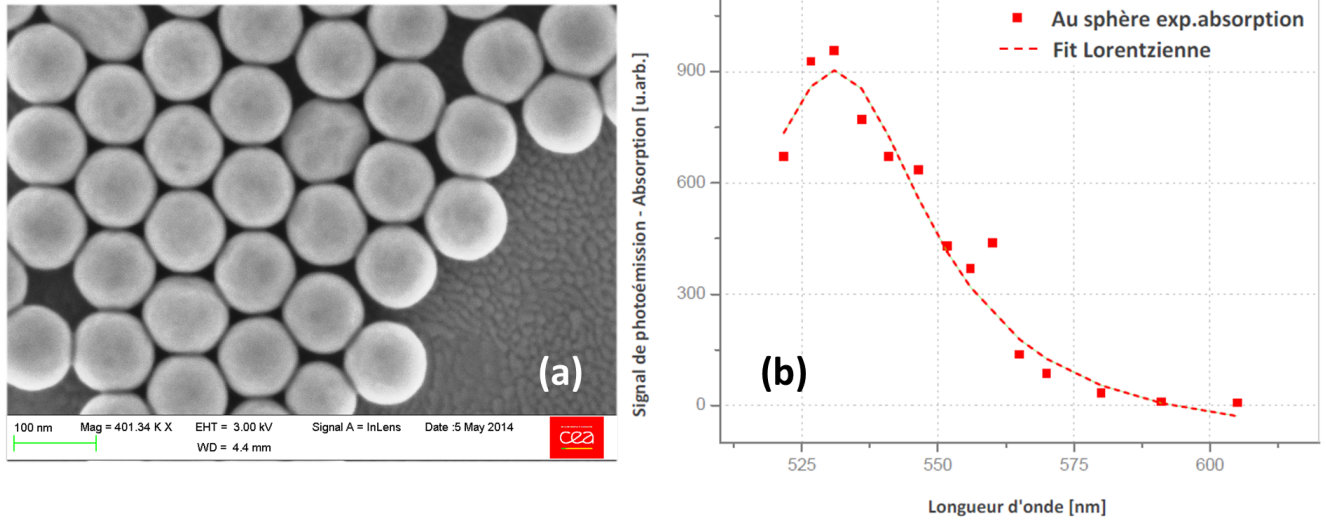 (a)
100 nm
Mag = 401.34 K X
EHT = 3.00 kV
Signal A = InLens
Date :5 May 2014
WD = 4.4 mm
cea
Signal de photoémission - Absorption [u.arb.]
Au sphère exp.absorption
Fit Lorentzienne
900
600
300
0
(b)
525
550
575
600
Longueur d'onde [nm]